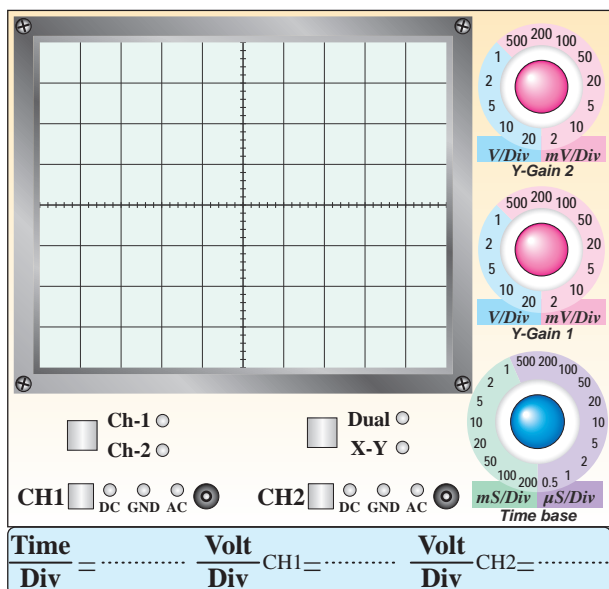 500 200 100
1 50
2 20
5 10
10 20 2
V/Div mV/Div
Y-Gain 2
500 200 100
1 50
2 20
5 10
10 20 2
V/Div mV/Div
Y-Gain 1
1 500 200 100
2 50
5 20
10 10
20 5
50 2
100 200 0.5 1
mS/Div µS/Div
Time base
Ch-1
Ch-2
Dual
X-Y
CH1 DC GND AC
CH2 DC GND AC
Time/Div = ............ Volt/Div CH1= ............ Volt/Div CH2= ............